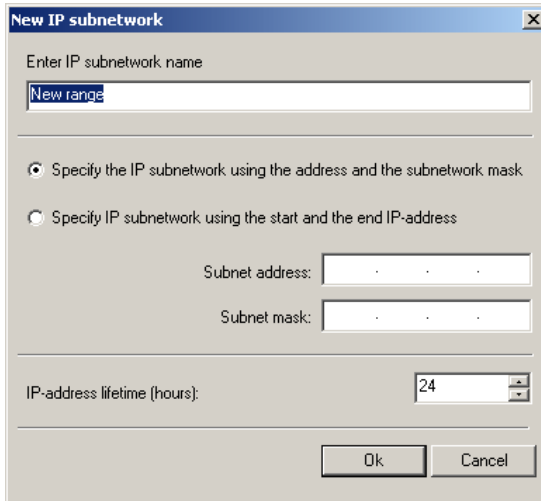 New IP subnetwork
Enter IP subnetwork name
New range
Specify the IP subnetwork using the address and the subnetwork mask
Specify IP subnetwork using the start and the end IP-address
Subnet address: . . .
Subnet mask: . . .
IP-address lifetime (hours): 24
Ok Cancel